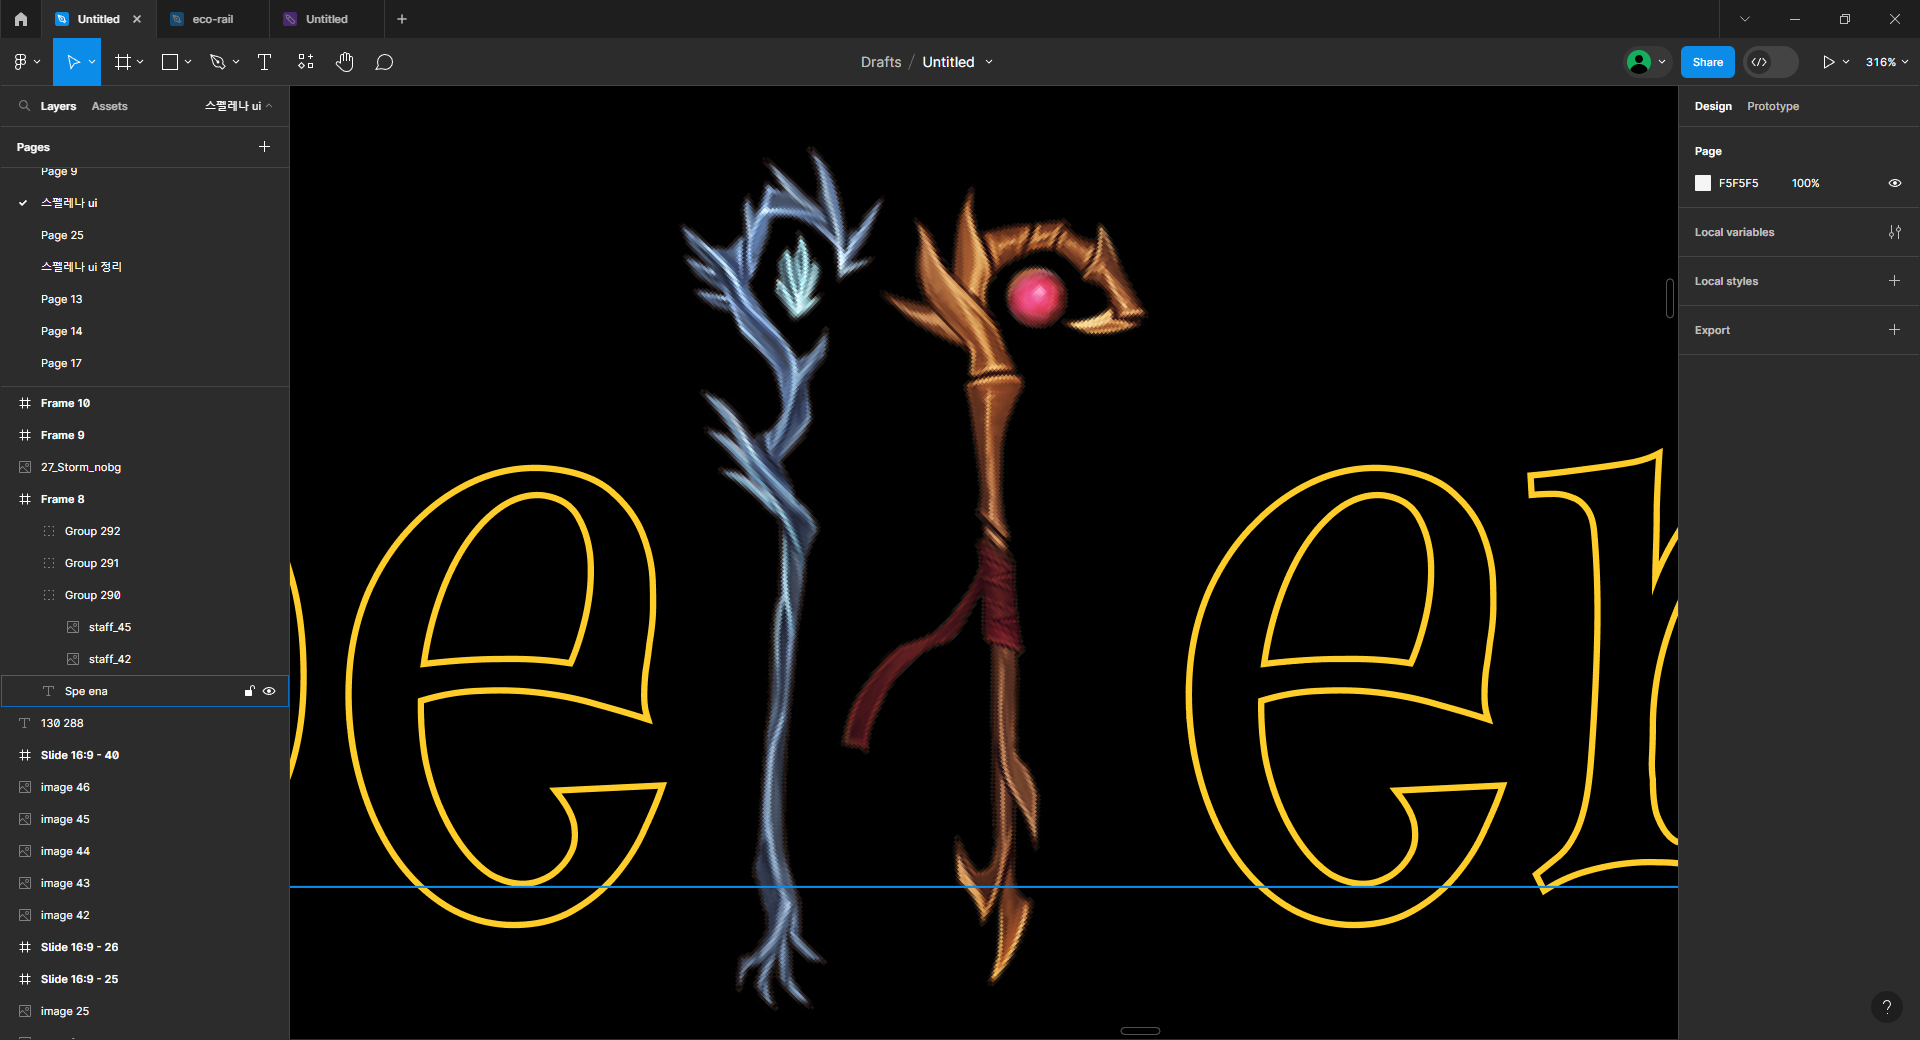 Untitled
eco-rail
Untitled
Drafts / Untitled
Share
316%
Layers
Assets
스펠레나 ui
Design
Prototype
Pages
Page 9
스펠레나 ui
Page 25
스펠레나 ui 정리
Page 13
Page 14
Page 17
Page
F5F5F5
100%
Local variables
Local styles
Export
Frame 10
Frame 9
27_Storm_nobg
Frame 8
Group 292
Group 291
Group 290
staff_45
staff_42
Spe ena
130 288
Slide 16:9 - 40
image 46
image 45
image 44
image 43
image 42
Slide 16:9 - 26
Slide 16:9 - 25
image 25
e en
?